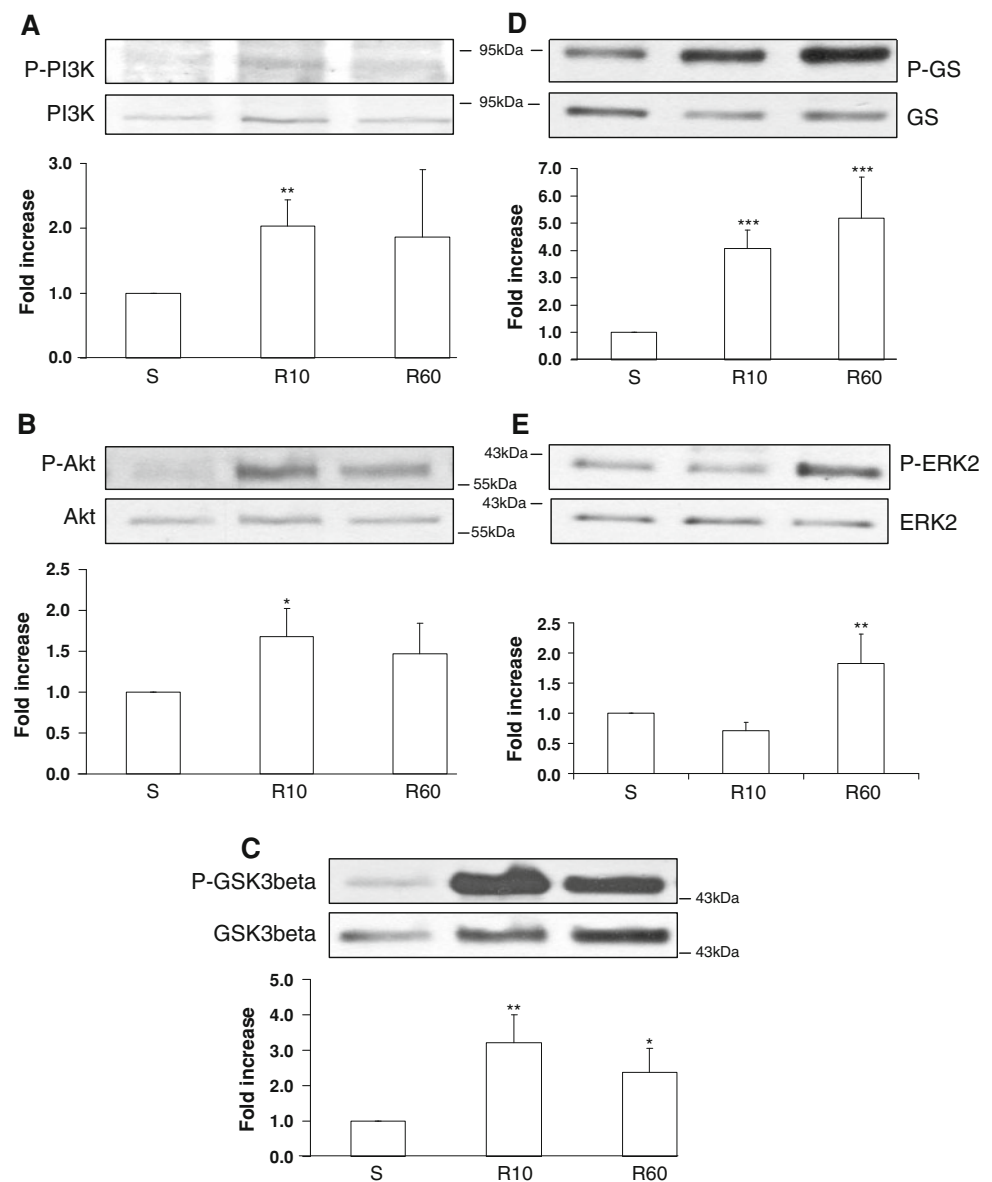 A
P-PI3K
— 95kDa —
PI3K
— 95kDa —
Fold increase
3.0
2.0
1.0
0.0
**
S R10 R60
D
P-GS
GS
Fold increase
7.0
6.0
5.0
4.0
3.0
2.0
1.0
0.0
***
***
S R10 R60
B
P-Akt
— 55kDa
Akt
—55kDa
Fold increase
2.5
2.0
1.5
1.0
0.5
0.0
*
S R10 R60
E
43kDa —
P-ERK2
43kDa —
ERK2
Fold increase
2.5
2.0
1.5
1.0
0.5
0.0
**
S R10 R60
C
P-GSK3beta
— 43kDa
GSK3beta
— 43kDa
Fold increase
5.0
4.0
3.0
2.0
1.0
0.0
**
*
S R10 R60